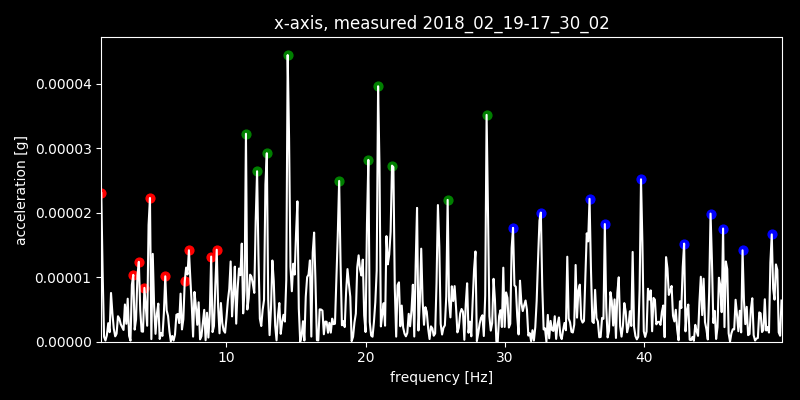 x-axis, measured 2018_02_19-17_30_02
0.00004
0.00003
0.00002
0.00001
0.00000
acceleration [g]
10 20 30 40
frequency [Hz]